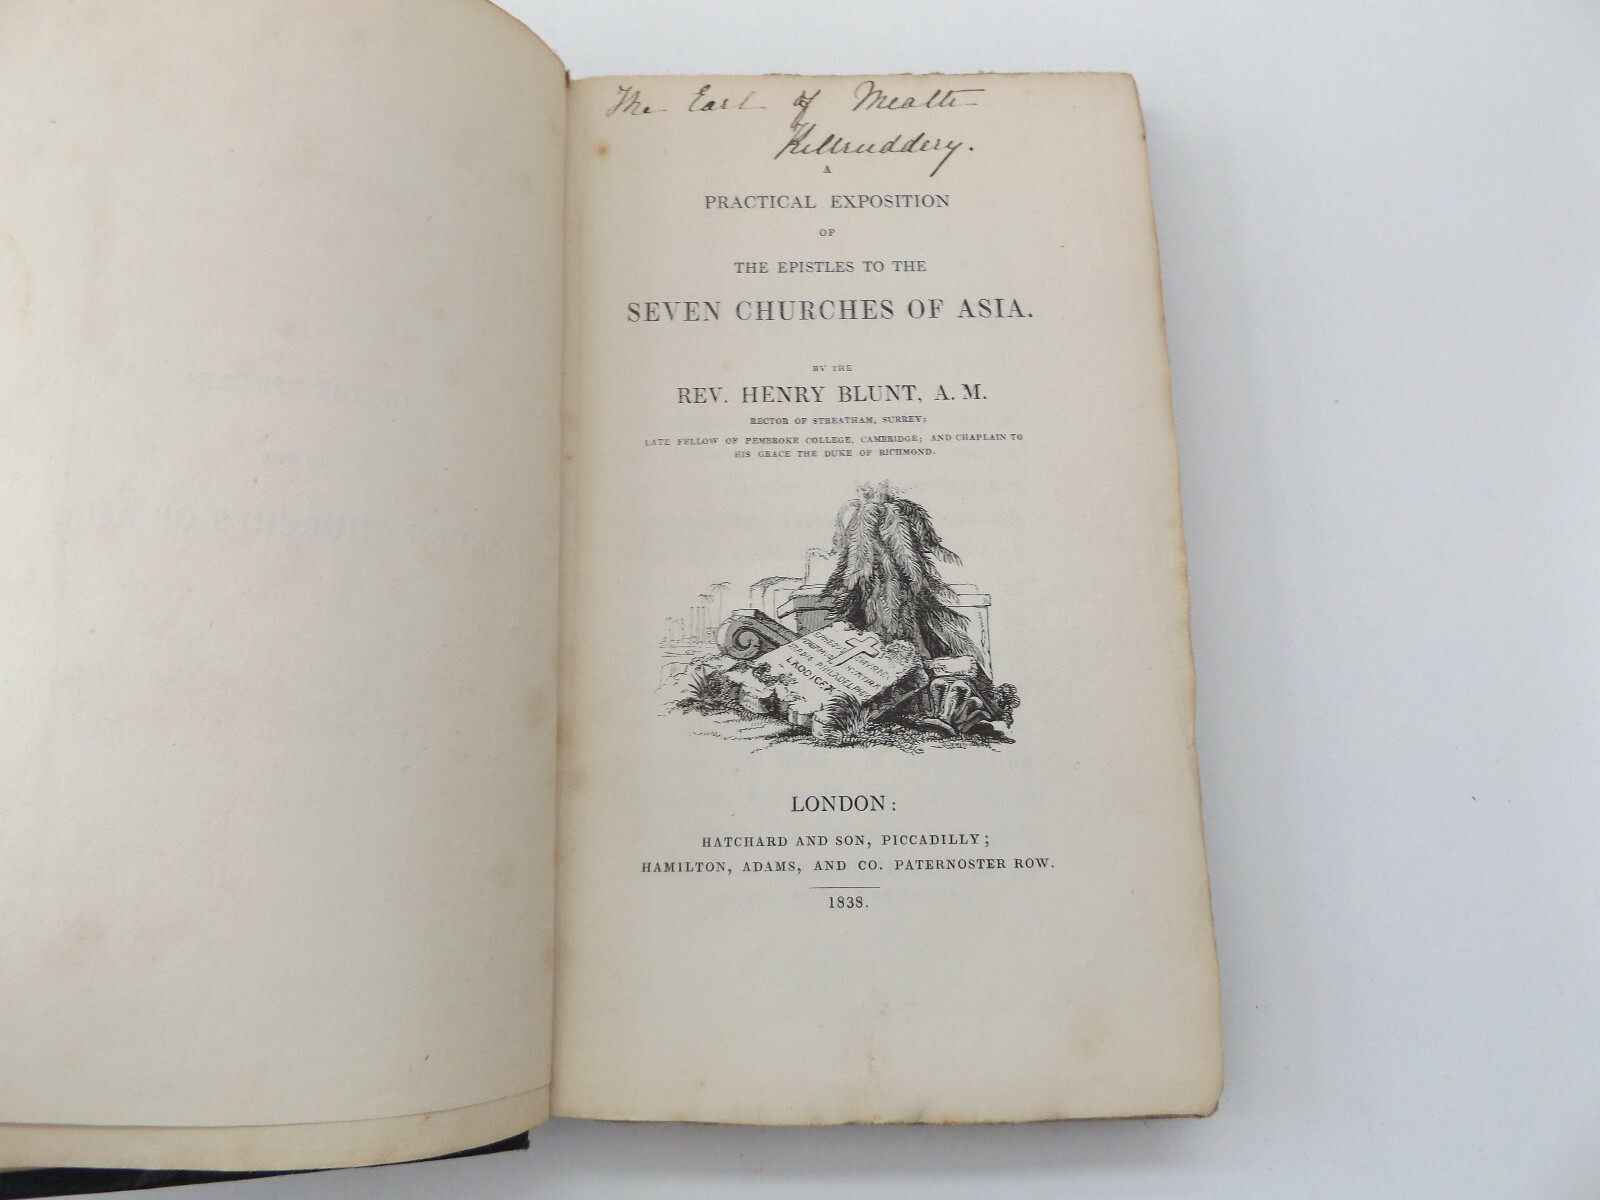 The Earl of Meath
Killruddery.
A
PRACTICAL EXPOSITION
OF
THE EPISTLES TO THE
SEVEN CHURCHES OF ASIA.
BY THE
REV. HENRY BLUNT, A. M.
RECTOR OF STREATHAM, SURREY;
LATE FELLOW OF PEMBROKE COLLEGE, CAMBRIDGE; AND CHAPLAIN TO
HIS GRACE THE DUKE OF RICHMOND.
EPHESUS
PHILADELPHIA
LAODICEA
LONDON:
HATCHARD AND SON, PICCADILLY;
HAMILTON, ADAMS, AND CO. PATERNOSTER ROW.
1838.